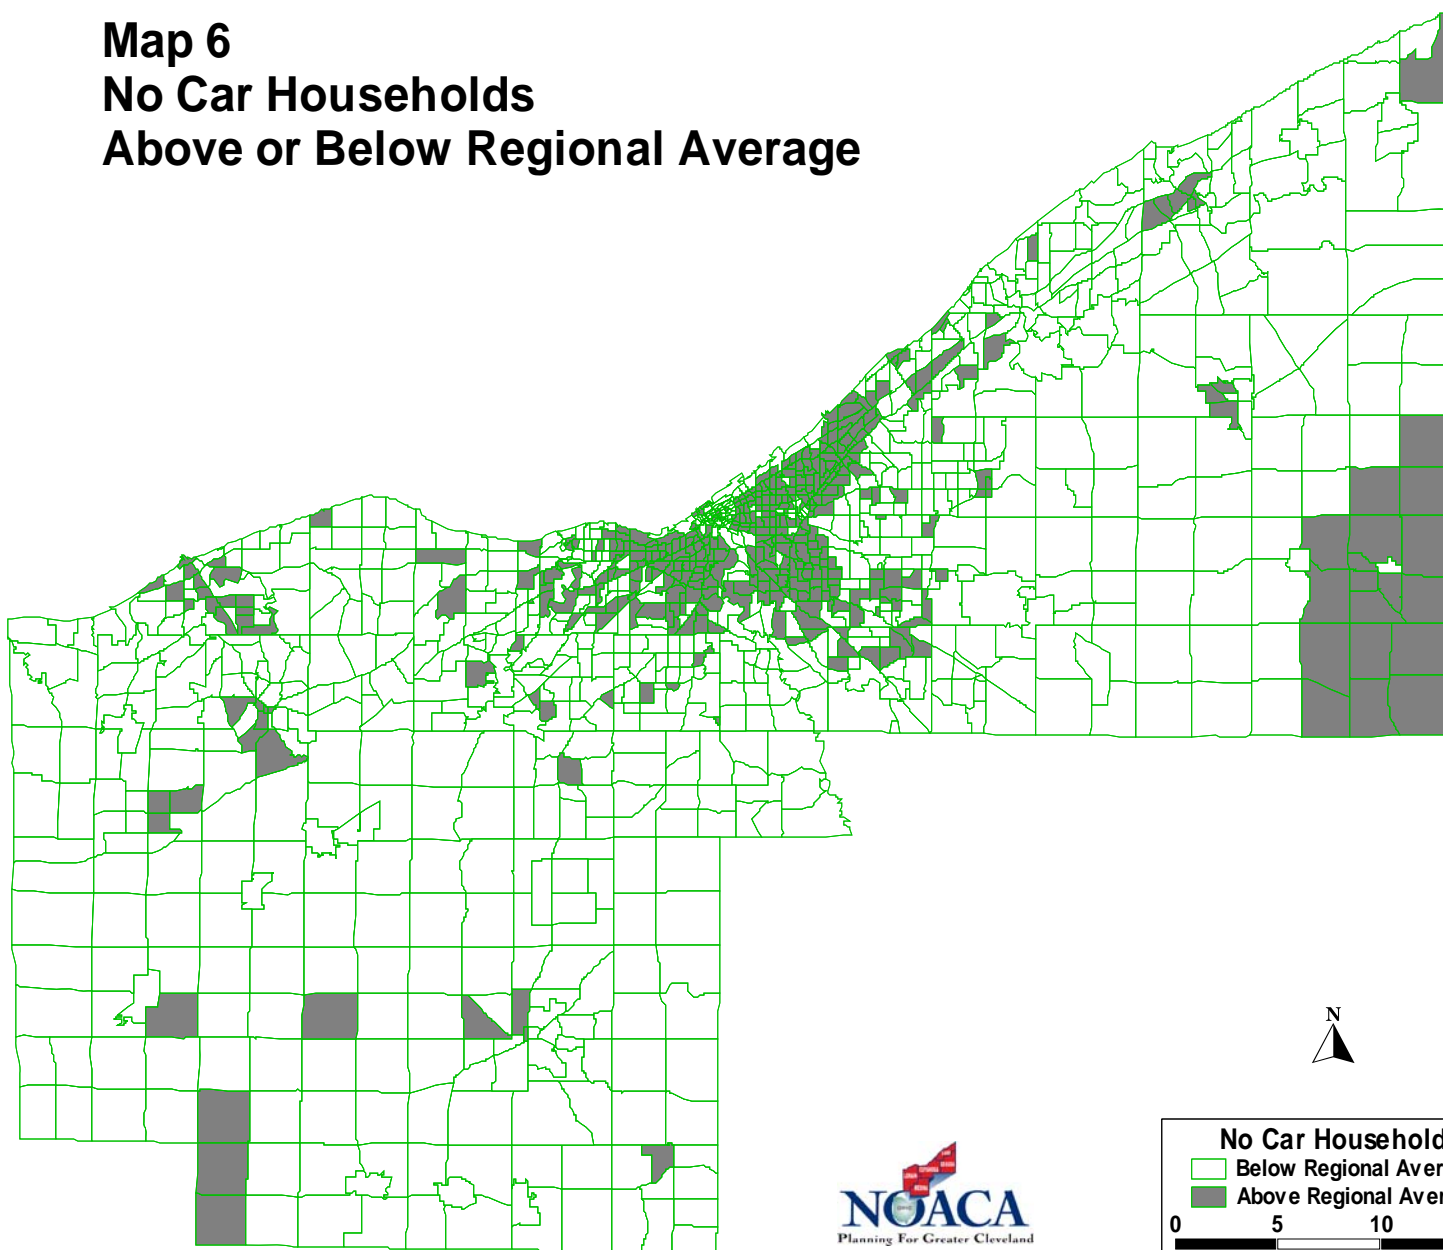 Map 6
No Car Households
Above or Below Regional Average
N
No Car Household
Below Regional Aver
Above Regional Aver
0 5 10
NOACA
Planning For Greater Cleveland